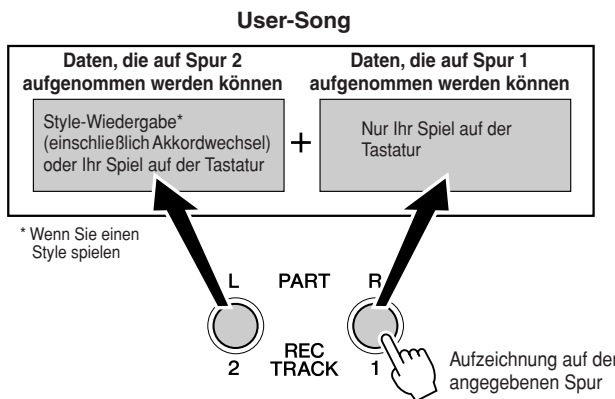 User-Song
Daten, die auf Spur 2
aufgenommen werden können
Daten, die auf Spur 1
aufgenommen werden können
Style-Wiedergabe*
(einschließlich Akkordwechsel)
oder Ihr Spiel auf der Tastatur
+
Nur Ihr Spiel auf der
Tastatur
* Wenn Sie einen
Style spielen
L PART R
2 REC TRACK 1
Aufzeichnung auf der
angegebenen Spur